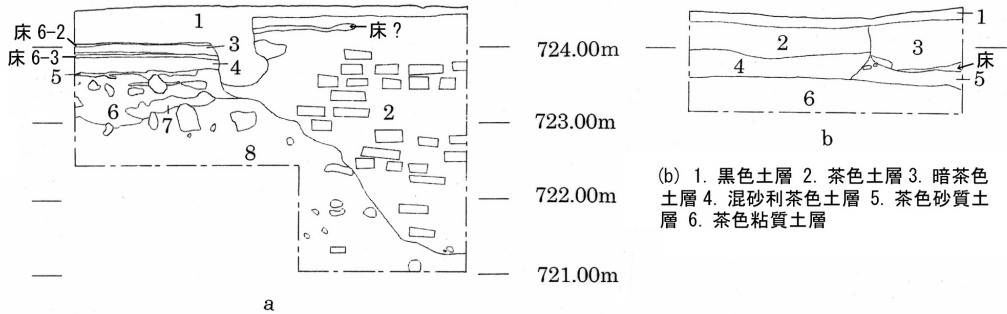 1
床?
床 6-2
3
724.00m
床 6-3
4
5
6
7
2
723.00m
8
722.00m
721.00m
a
1
2
3
床
4
5
6
b
(b) 1. 黒色土層 2. 茶色土層 3. 暗茶色
土層 4. 混砂利茶色土層 5. 茶色砂質土
層 6. 茶色粘質土層